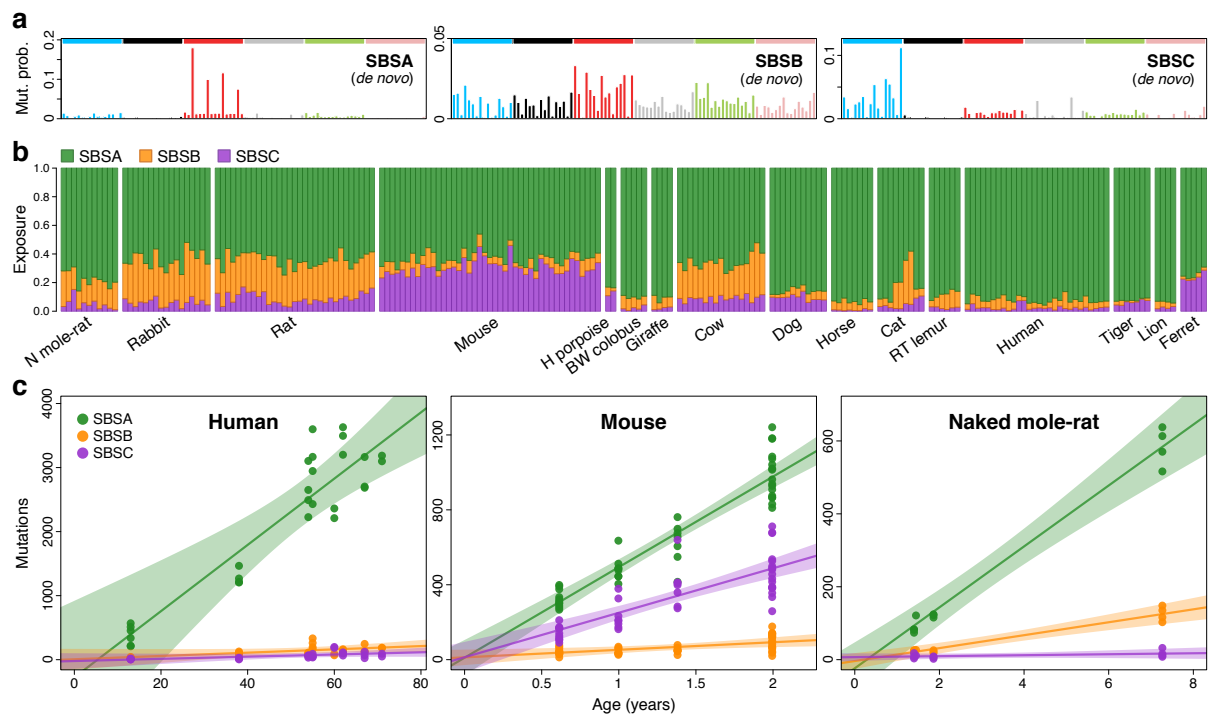 a
Mut. prob.
0.2
0.1
0
SBSA
(de novo)
0.05
0
SBSB
(de novo)
0.1
0
SBSC
(de novo)
b
SBSA SBSB SBSC
Exposure
1.0
0.8
0.6
0.4
0.2
0.0
N mole-rat Rabbit Rat Mouse H porpoise BW colobus Giraffe Cow Dog Horse Cat RT lemur Human Tiger Lion Ferret
c
Mutations
4000
3000
2000
1000
0
Human
SBSA
SBSB
SBSC
0 20 40 60 80
1200
800
400
0
Mouse
0 0.5 1 1.5 2
600
400
200
0
Naked mole-rat
0 2 4 6 8
Age (years)